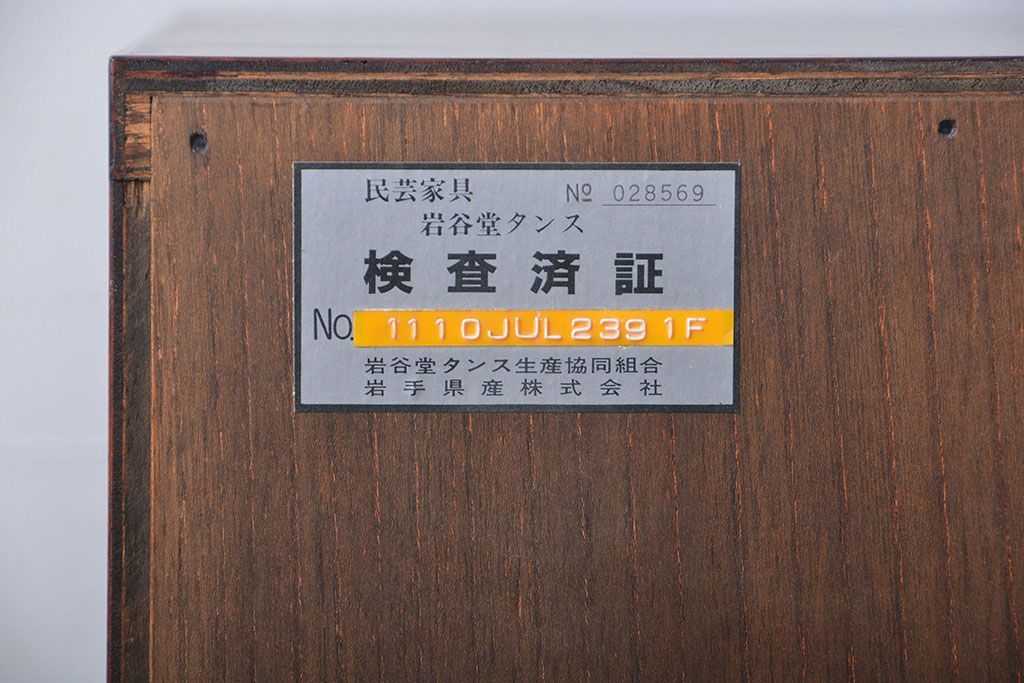 民芸家具 № 028569
岩谷堂タンス
検査済証
No. 1110JUL2391F
岩谷堂タンス生産協同組合
岩手県産株式会社